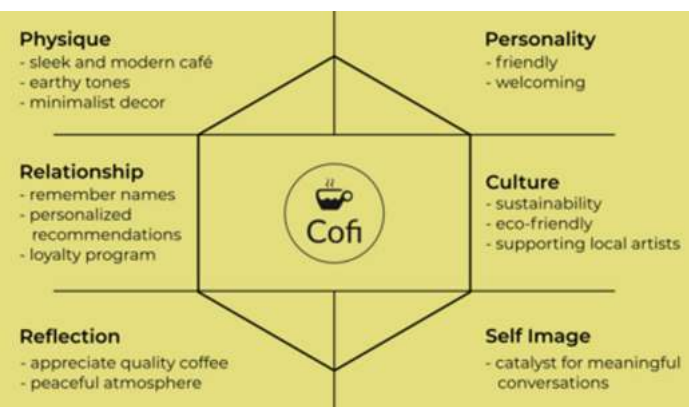 Physique
- sleek and modern café
- earthy tones
- minimalist decor
Personality
- friendly
- welcoming
Relationship
- remember names
- personalized
recommendations
- loyalty program
Cofi
Culture
- sustainability
- eco-friendly
- supporting local artists
Reflection
- appreciate quality coffee
- peaceful atmosphere
Self Image
- catalyst for meaningful
conversations